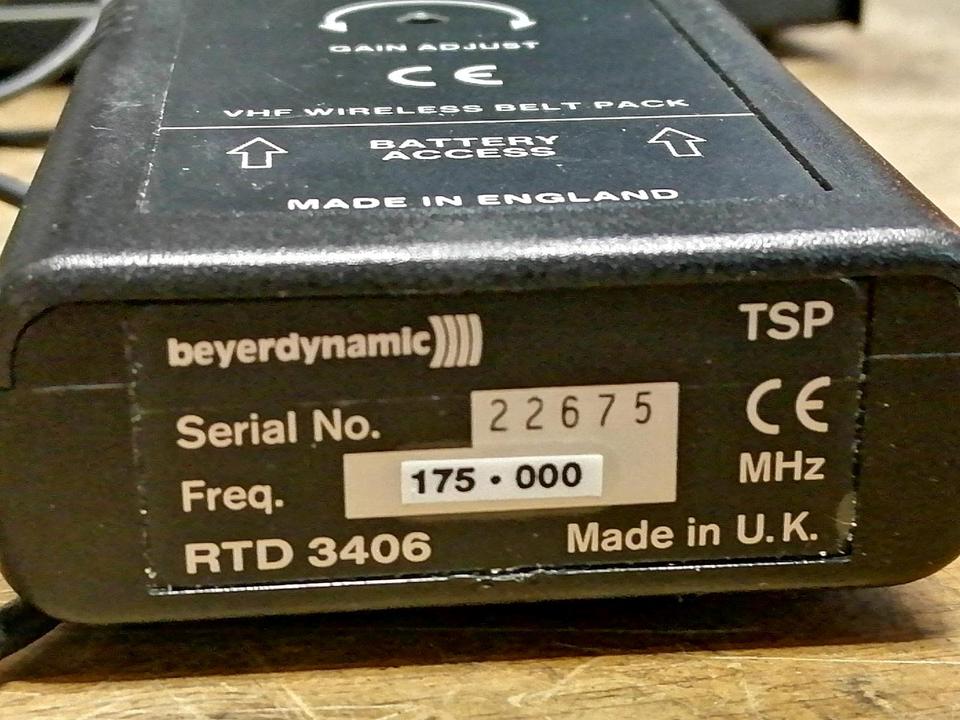 GAIN ADJUST
CE
VHF WIRELESS BELT PACK
BATTERY
ACCESS
MADE IN ENGLAND
beyerdynamic)))) TSP
Serial No. 22675 CE
Freq. 175·000 MHz
RTD 3406 Made in U.K.